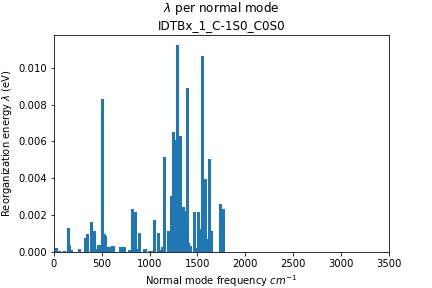 λ per normal mode
IDTBx_1_C-1S0_C0S0
Reorganization energy λ (eV)
0.010
0.008
0.006
0.004
0.002
0.000
0 500 1000 1500 2000 2500 3000 3500
Normal mode frequency cm⁻¹